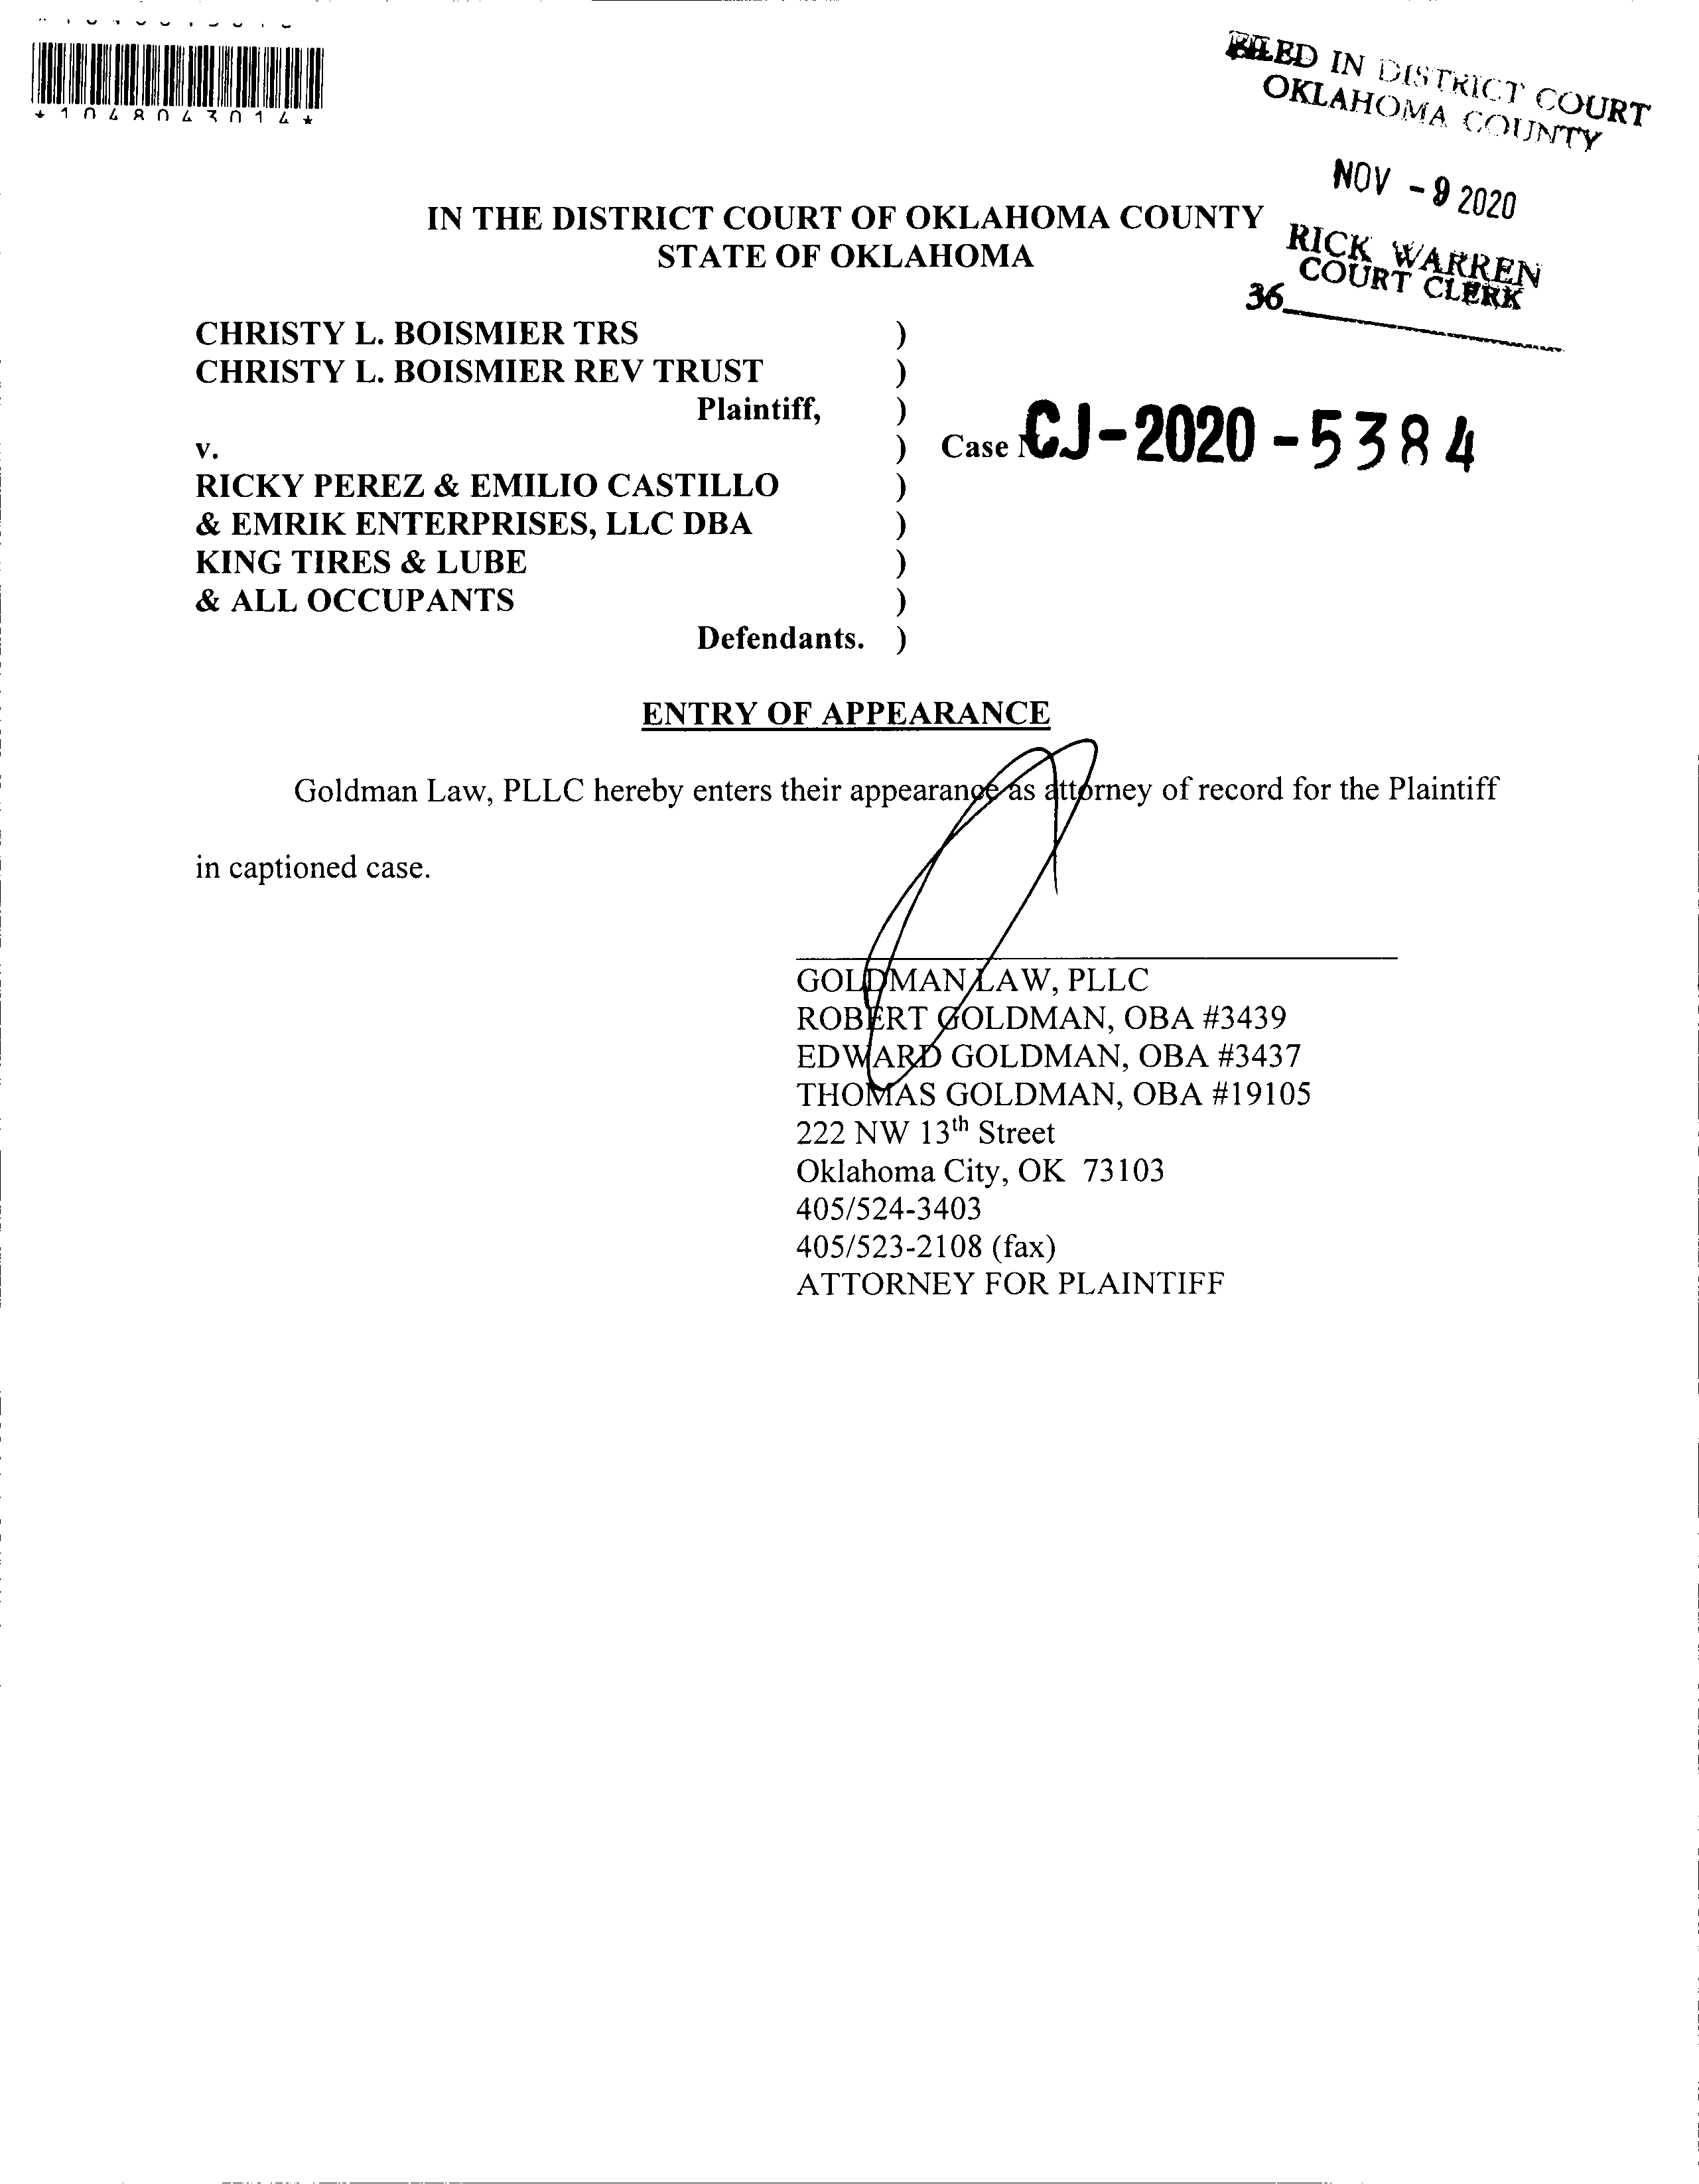 *1048043014*
FILED IN DISTRICT COURT
OKLAHOMA COUNTY
NOV -9 2020
RICK WARREN
COURT CLERK
36
IN THE DISTRICT COURT OF OKLAHOMA COUNTY
STATE OF OKLAHOMA
CHRISTY L. BOISMIER TRS )
CHRISTY L. BOISMIER REV TRUST )
Plaintiff, )
v. ) Case CJ-2020-5384
RICKY PEREZ & EMILIO CASTILLO )
& EMRIK ENTERPRISES, LLC DBA )
KING TIRES & LUBE )
& ALL OCCUPANTS )
Defendants. )
ENTRY OF APPEARANCE
Goldman Law, PLLC hereby enters their appearance as attorney of record for the Plaintiff
in captioned case.
GOLDMAN LAW, PLLC
ROBERT GOLDMAN, OBA #3439
EDWARD GOLDMAN, OBA #3437
THOMAS GOLDMAN, OBA #19105
222 NW 13th Street
Oklahoma City, OK 73103
405/524-3403
405/523-2108 (fax)
ATTORNEY FOR PLAINTIFF